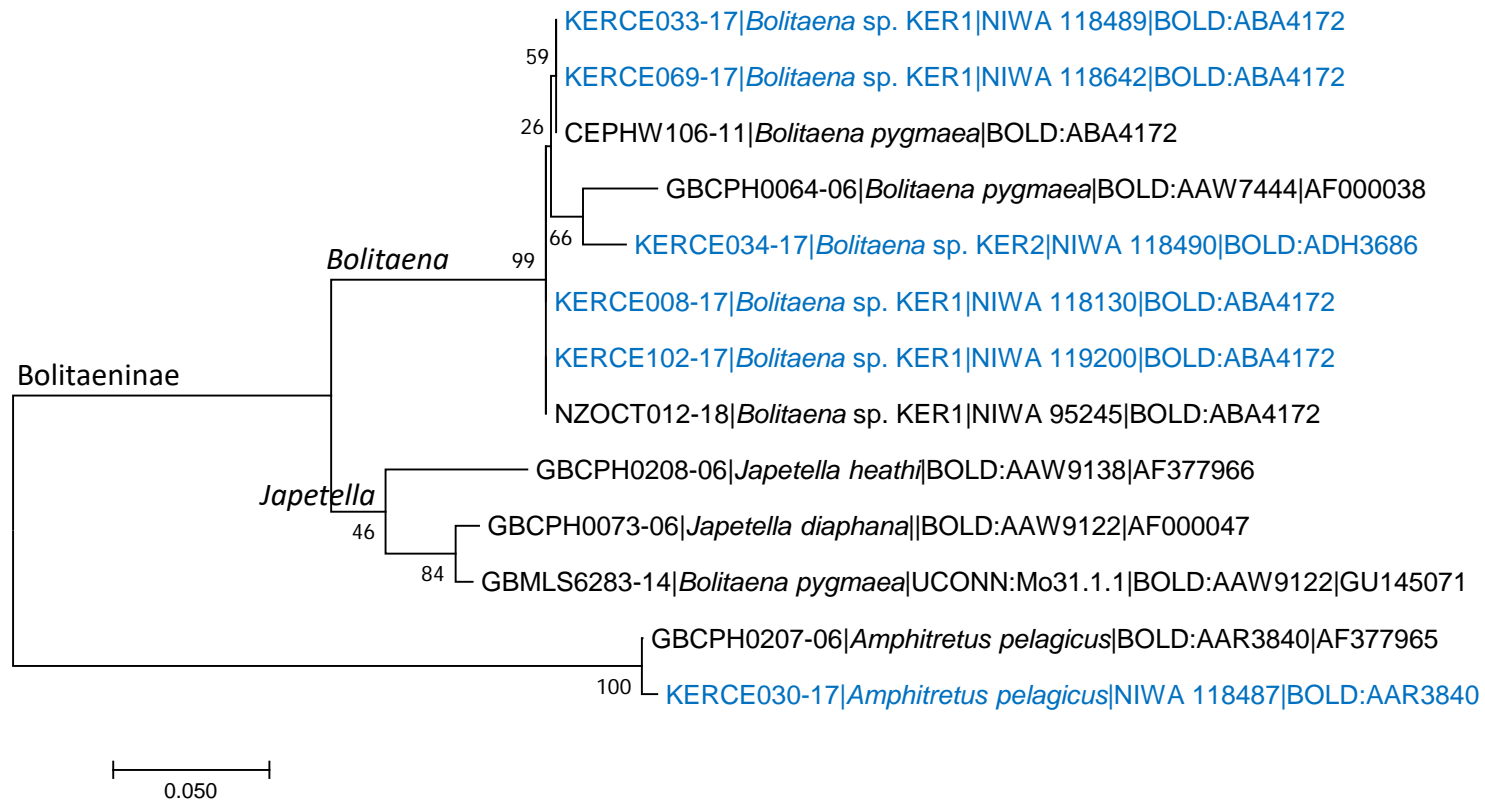 KERCE033-17|Bolitaena sp. KER1|NIWA 118489|BOLD:ABA4172
59
KERCE069-17|Bolitaena sp. KER1|NIWA 118642|BOLD:ABA4172
26
CEPHW106-11|Bolitaena pygmaea|BOLD:ABA4172
GBCPH0064-06|Bolitaena pygmaea|BOLD:AAW7444|AF000038
66
KERCE034-17|Bolitaena sp. KER2|NIWA 118490|BOLD:ADH3686
Bolitaena
99
KERCE008-17|Bolitaena sp. KER1|NIWA 118130|BOLD:ABA4172
KERCE102-17|Bolitaena sp. KER1|NIWA 119200|BOLD:ABA4172
Bolitaeninae
NZOCT012-18|Bolitaena sp. KER1|NIWA 95245|BOLD:ABA4172
GBCPH0208-06|Japetella heathi|BOLD:AAW9138|AF377966
Japetella
46
GBCPH0073-06|Japetella diaphana||BOLD:AAW9122|AF000047
84
GBMLS6283-14|Bolitaena pygmaea|UCONN:Mo31.1.1|BOLD:AAW9122|GU145071
GBCPH0207-06|Amphitretus pelagicus|BOLD:AAR3840|AF377965
100
KERCE030-17|Amphitretus pelagicus|NIWA 118487|BOLD:AAR3840
0.050